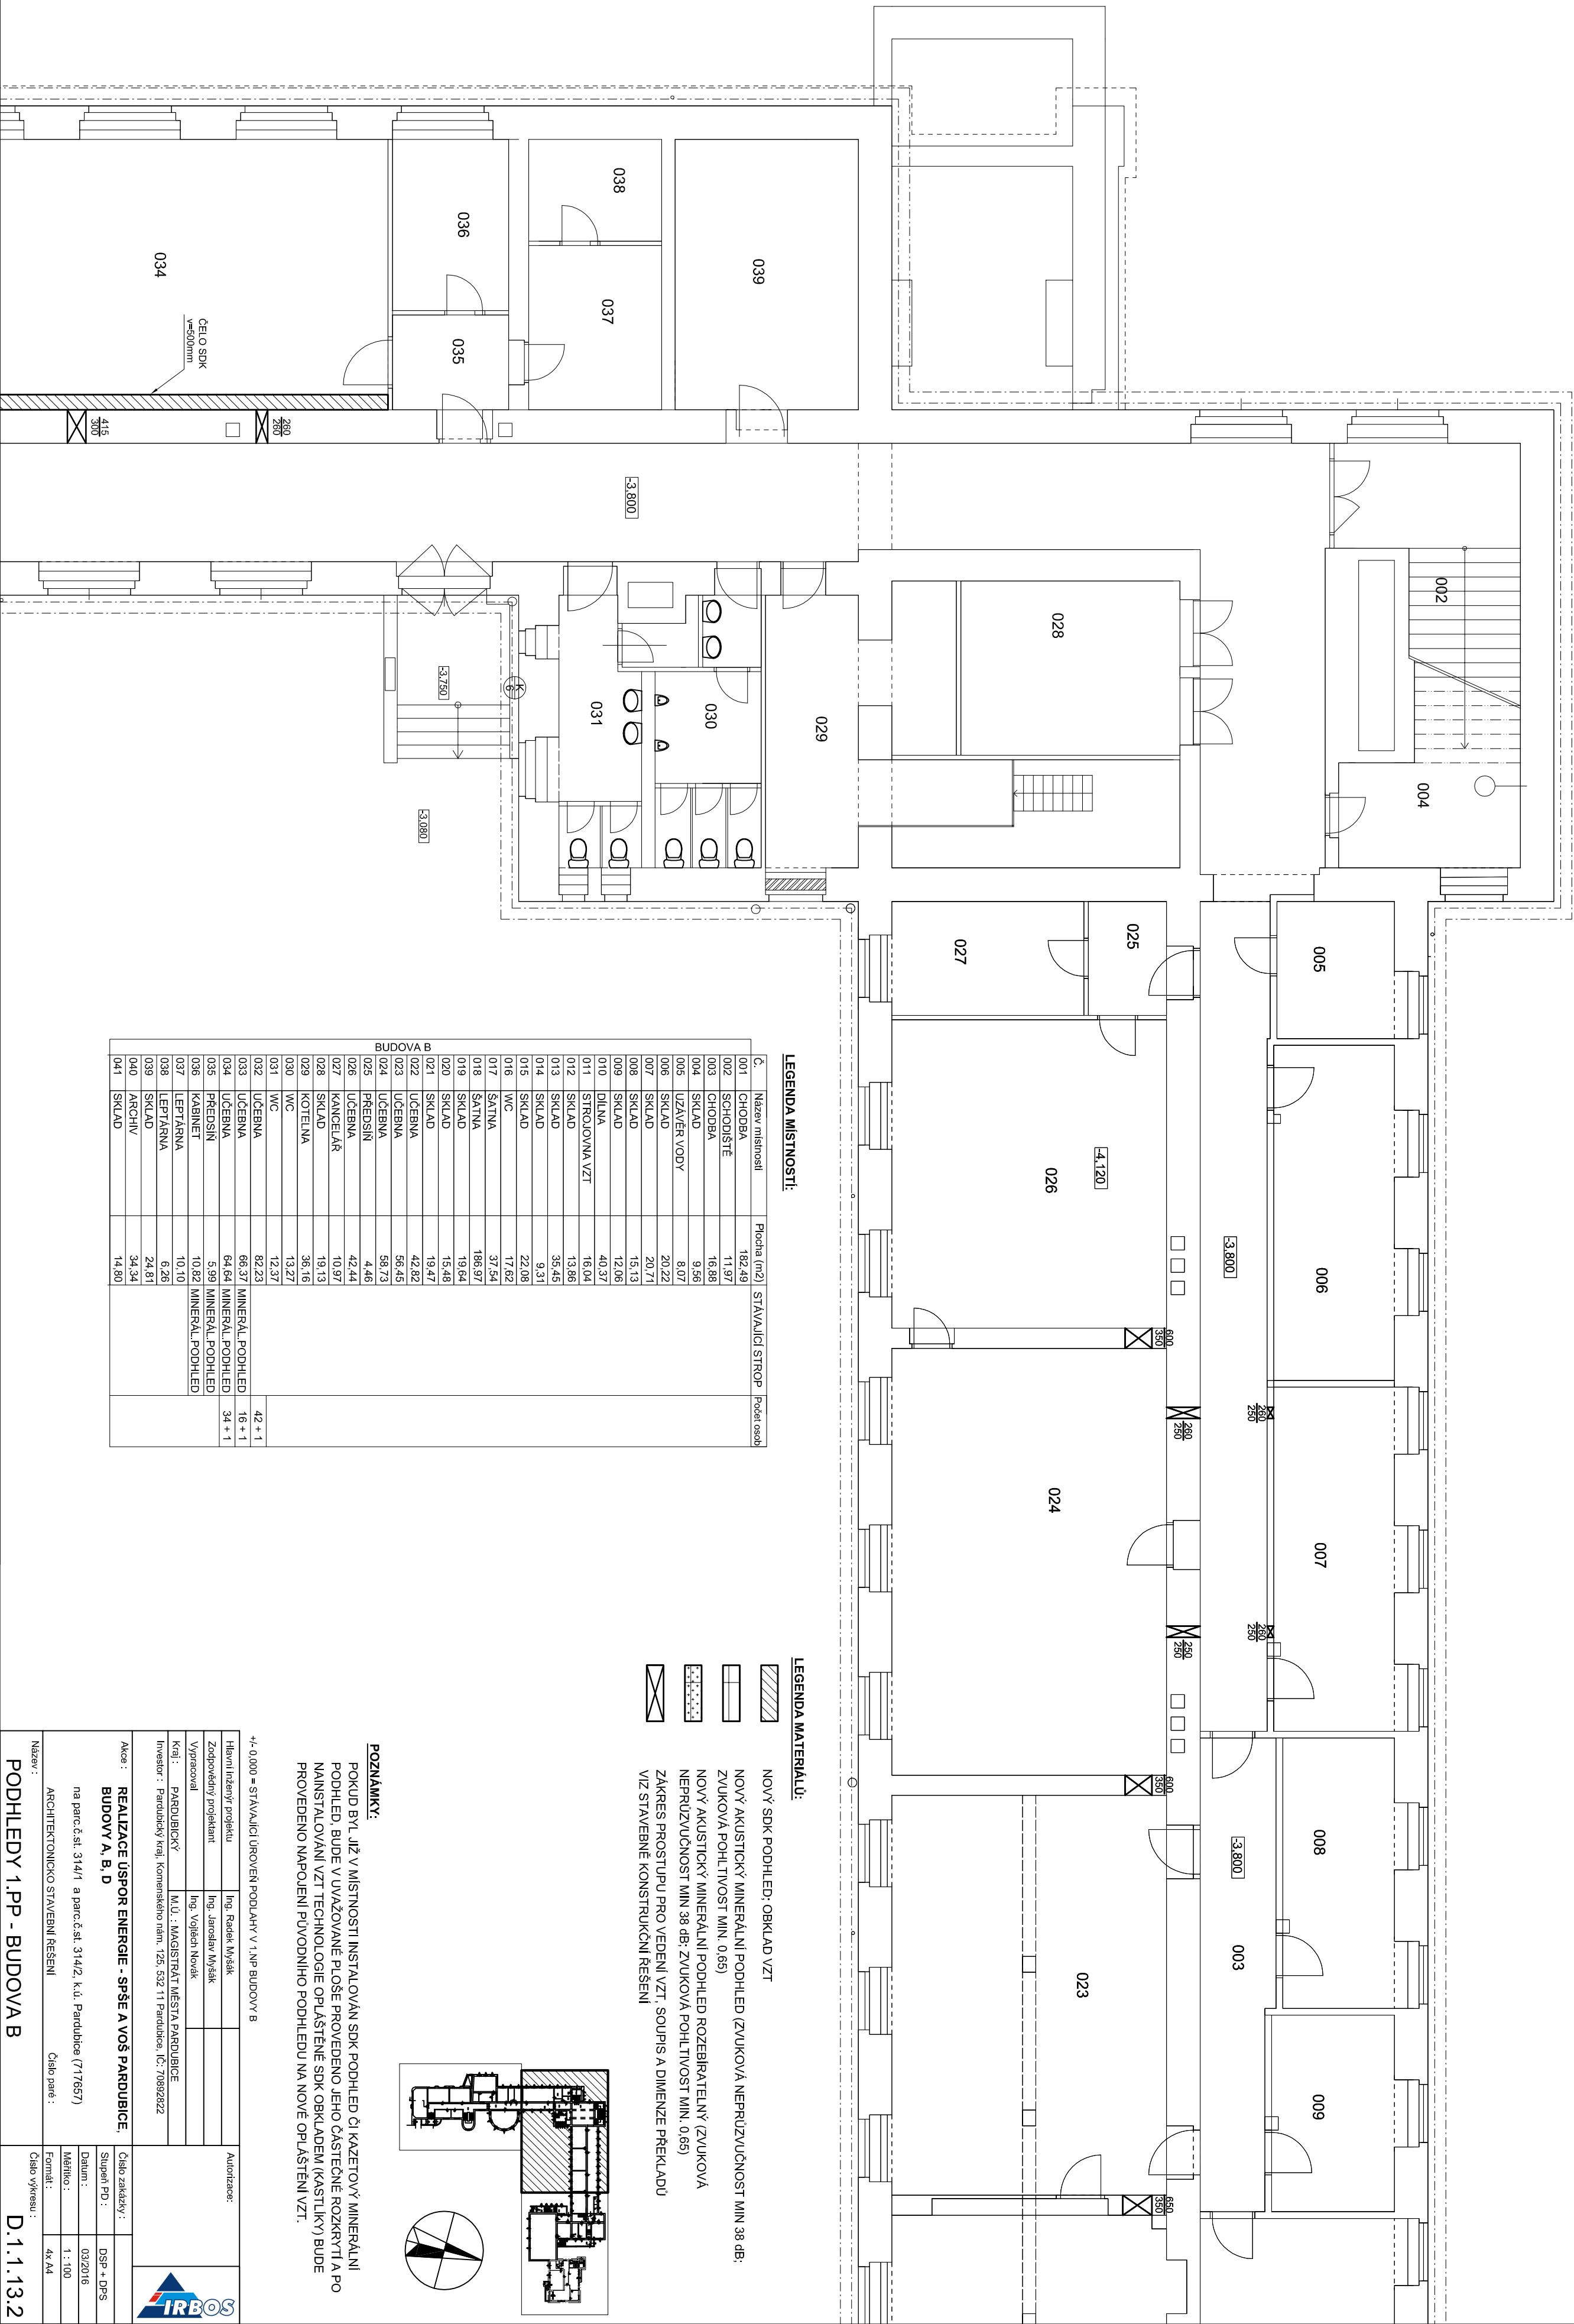 002
004
005
006
007
008
009
003
-3,800
-3,800
-3,800
-4,120
-3,750
-3,080
028
029
030
031
025
027
026
024
023
034
035
036
037
038
039
ČELO SDK
v=500mm
415
300
260
260
K
6
600
350
260
250
260
250
250
250
260
250
600
350
650
350
LEGENDA MÍSTNOSTÍ:
BUDOVA B
Č. Název místnosti Plocha (m2) STÁVAJÍCÍ STROP Počet osob
001 CHODBA 182,49
002 SCHODIŠTĚ 11,97
003 CHODBA 16,88
004 SKLAD 9,56
005 UZÁVĚR VODY 8,07
006 SKLAD 20,22
007 SKLAD 20,71
008 SKLAD 15,13
009 SKLAD 12,06
010 DÍLNA 40,37
011 STROJOVNA VZT 16,04
012 SKLAD 13,86
013 SKLAD 35,45
014 SKLAD 9,31
015 SKLAD 22,08
016 WC 17,62
017 ŠATNA 37,54
018 ŠATNA 186,97
019 SKLAD 19,64
020 SKLAD 15,48
021 SKLAD 19,47
022 UČEBNA 42,82
023 UČEBNA 56,45
024 UČEBNA 58,73
025 PŘEDSÍŇ 4,46
026 UČEBNA 42,44
027 KANCELÁŘ 10,97
028 SKLAD 19,13
029 KOTELNA 36,16
030 WC 13,27
031 WC 12,37
032 UČEBNA 82,23 42 + 1
033 UČEBNA 66,37 MINERÁL.PODHLED 16 + 1
034 UČEBNA 64,64 MINERÁL.PODHLED 34 + 1
035 PŘEDSÍŇ 5,99 MINERÁL.PODHLED
036 KABINET 10,82 MINERÁL.PODHLED
037 LEPTÁRNA 10,10
038 LEPTÁRNA 6,26
039 SKLAD 24,81
040 ARCHIV 34,34
041 SKLAD 14,80
LEGENDA MATERIÁLŮ:
NOVÝ SDK PODHLED; OBKLAD VZT
NOVÝ AKUSTICKÝ MINERÁLNÍ PODHLED (ZVUKOVÁ NEPRŮZVUČNOST MIN 38 dB;
ZVUKOVÁ POHLTIVOST MIN. 0,65)
NOVÝ AKUSTICKÝ MINERÁLNÍ PODHLED ROZEBÍRATELNÝ (ZVUKOVÁ
NEPRŮZVUČNOST MIN 38 dB; ZVUKOVÁ POHLTIVOST MIN. 0,65)
ZÁKRES PROSTUPU PRO VEDENÍ VZT, SOUPIS A DIMENZE PŘEKLADŮ
VIZ STAVEBNĚ KONSTRUKČNÍ ŘEŠENÍ
POZNÁMKY:
POKUD BYL JIŽ V MÍSTNOSTI INSTALOVÁN SDK PODHLED ČI KAZETOVÝ MINERÁLNÍ
PODHLED, BUDE V UVAŽOVANÉ PLOŠE PROVEDENO JEHO ČÁSTEČNÉ ROZKRYTÍ A PO
NAINSTALOVÁNÍ VZT TECHNOLOGIE OPLÁŠTĚNÉ SDK OBKLADEM (KASTLÍKY) BUDE
PROVEDENO NAPOJENÍ PŮVODNÍHO PODHLEDU NA NOVÉ OPLÁŠTĚNÍ VZT.
+/- 0,000 = STÁVAJÍCÍ ÚROVEŇ PODLAHY V 1.NP BUDOVY B
Hlavní inženýr projektu Ing. Radek Myšák
Zodpovědný projektant Ing. Jaroslav Myšák
Vypracoval Ing. Vojtěch Novák
Kraj : PARDUBICKÝ M.Ú. : MAGISTRÁT MĚSTA PARDUBICE
Investor : Pardubický kraj, Komenského nám. 125, 532 11 Pardubice, IČ: 70892822
Autorizace:
IRBOS
Akce : REALIZACE ÚSPOR ENERGIE - SPŠE A VOŠ PARDUBICE,
BUDOVY A, B, D
na parc.č.st. 314/1 a parc.č.st. 314/2, k.ú. Pardubice (717657)
ARCHITEKTONICKO STAVEBNÍ ŘEŠENÍ
Číslo paré :
Číslo zakázky :
Stupeň PD : DSP + DPS
Datum : 03/2016
Měřítko : 1 : 100
Formát : 4x A4
Název :
PODHLEDY 1.PP - BUDOVA B
Číslo výkresu :
D.1.1.13.2